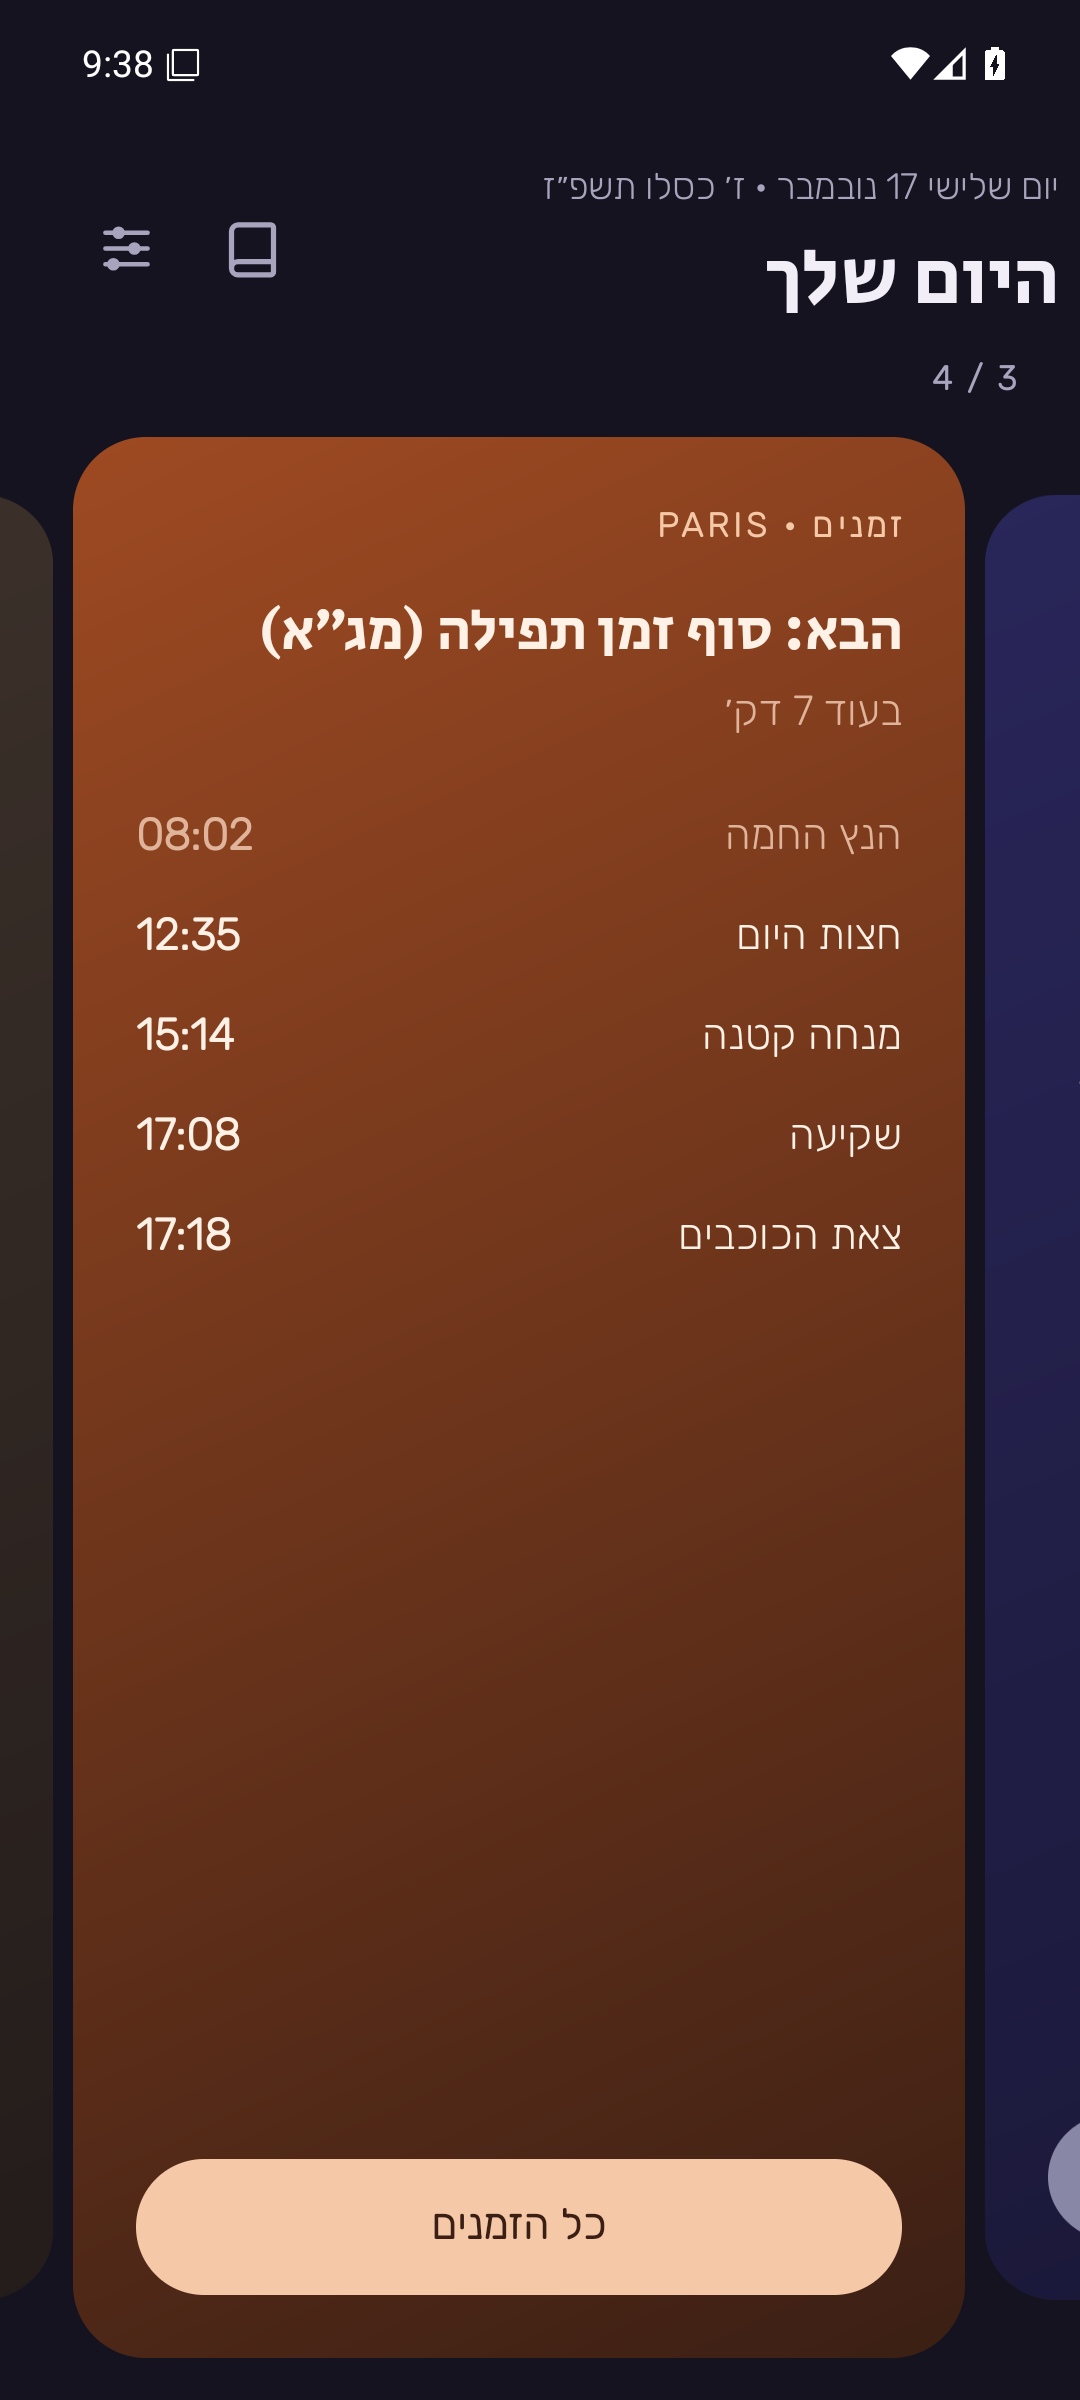 9:38
יום שלישי 17 נובמבר • ז׳ כסלו תשפ״ז
היום שלך
3 / 4
זמנים • PARIS
הבא: סוף זמן תפילה (מג״א)
בעוד 7 דק׳
הנץ החמה 08:02
חצות היום 12:35
מנחה קטנה 15:14
שקיעה 17:08
צאת הכוכבים 17:18
כל הזמנים